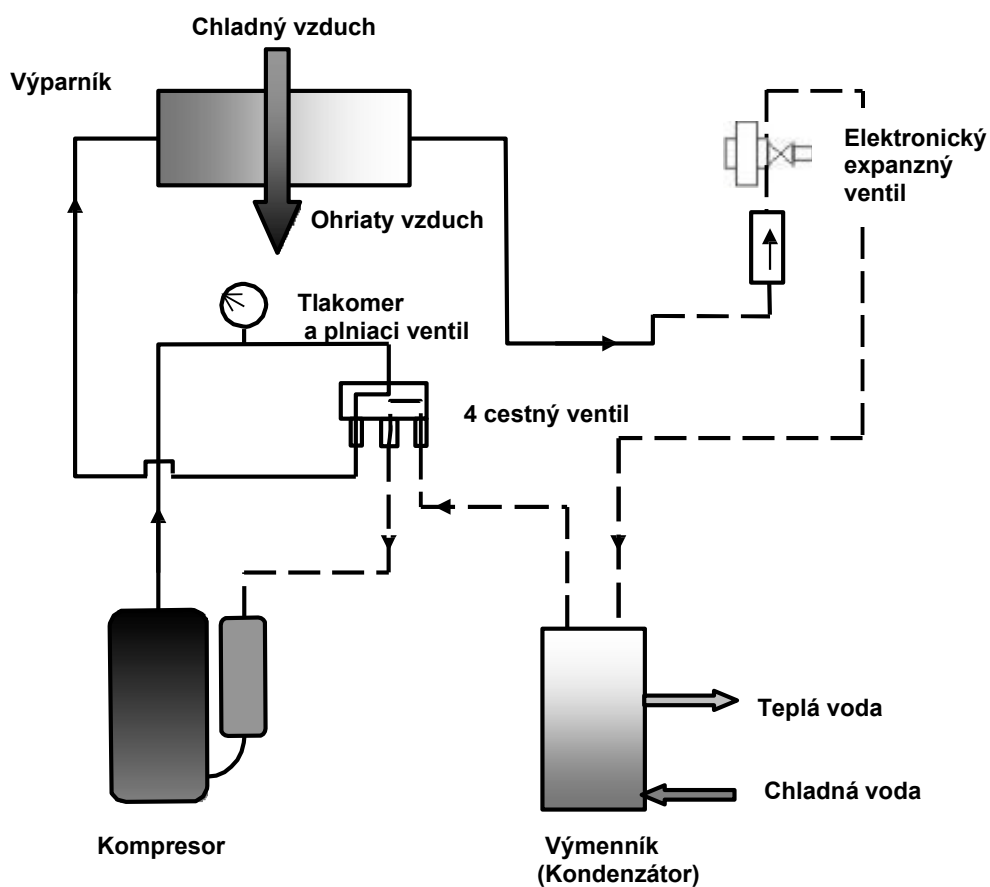 Chladný vzduch
Výparník
Elektronický
expanzný
ventil
Ohriaty vzduch
Tlakomer
a plniaci ventil
4 cestný ventil
Teplá voda
Chladná voda
Kompresor
Výmenník
(Kondenzátor)